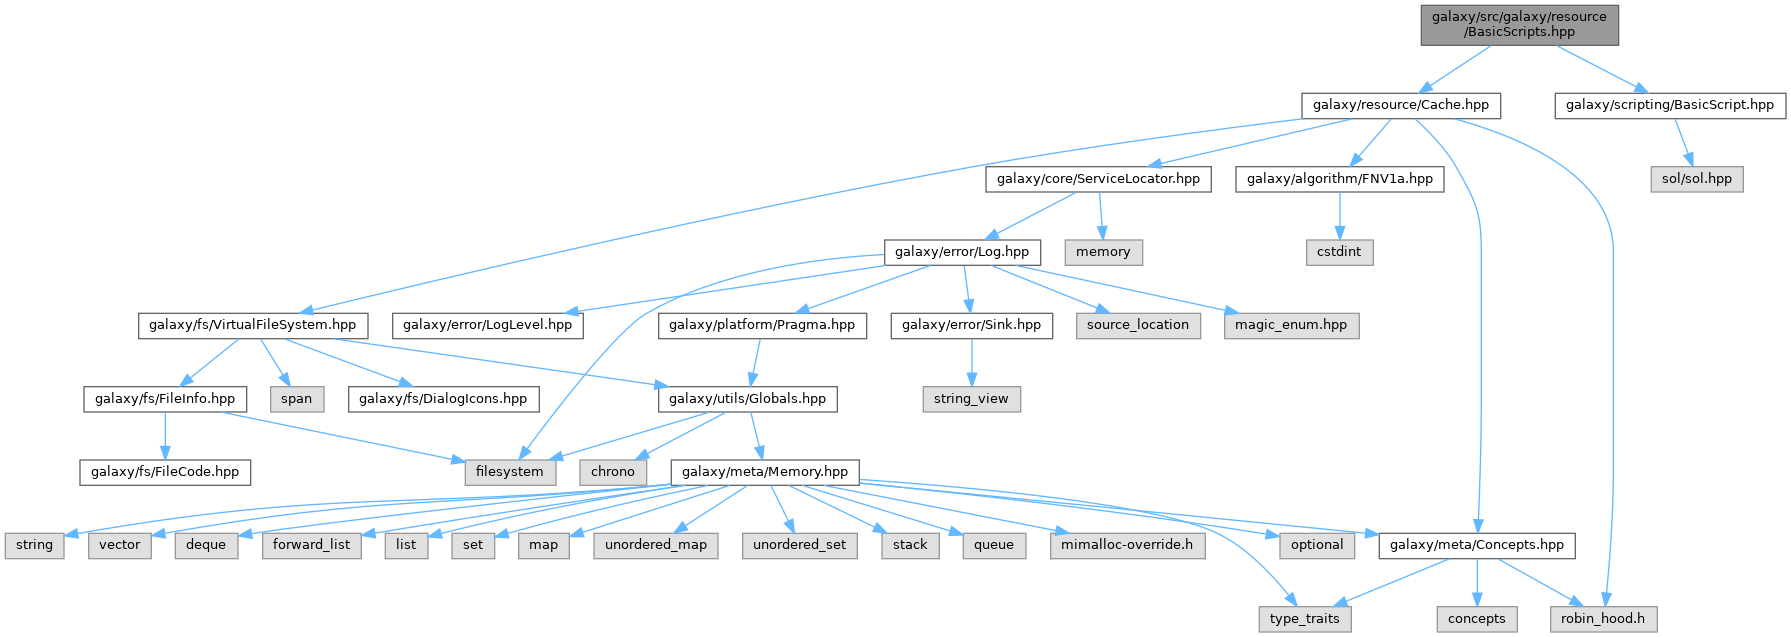 galaxy/src/galaxy/resource
/BasicScripts.hpp
galaxy/resource/Cache.hpp
galaxy/scripting/BasicScript.hpp
galaxy/core/ServiceLocator.hpp
galaxy/algorithm/FNV1a.hpp
sol/sol.hpp
galaxy/error/Log.hpp
memory
cstdint
galaxy/fs/VirtualFileSystem.hpp
galaxy/error/LogLevel.hpp
galaxy/platform/Pragma.hpp
galaxy/error/Sink.hpp
source_location
magic_enum.hpp
galaxy/fs/FileInfo.hpp
span
galaxy/fs/DialogIcons.hpp
galaxy/utils/Globals.hpp
string_view
galaxy/fs/FileCode.hpp
filesystem
chrono
galaxy/meta/Memory.hpp
string
vector
deque
forward_list
list
set
map
unordered_map
unordered_set
stack
queue
mimalloc-override.h
optional
galaxy/meta/Concepts.hpp
type_traits
concepts
robin_hood.h